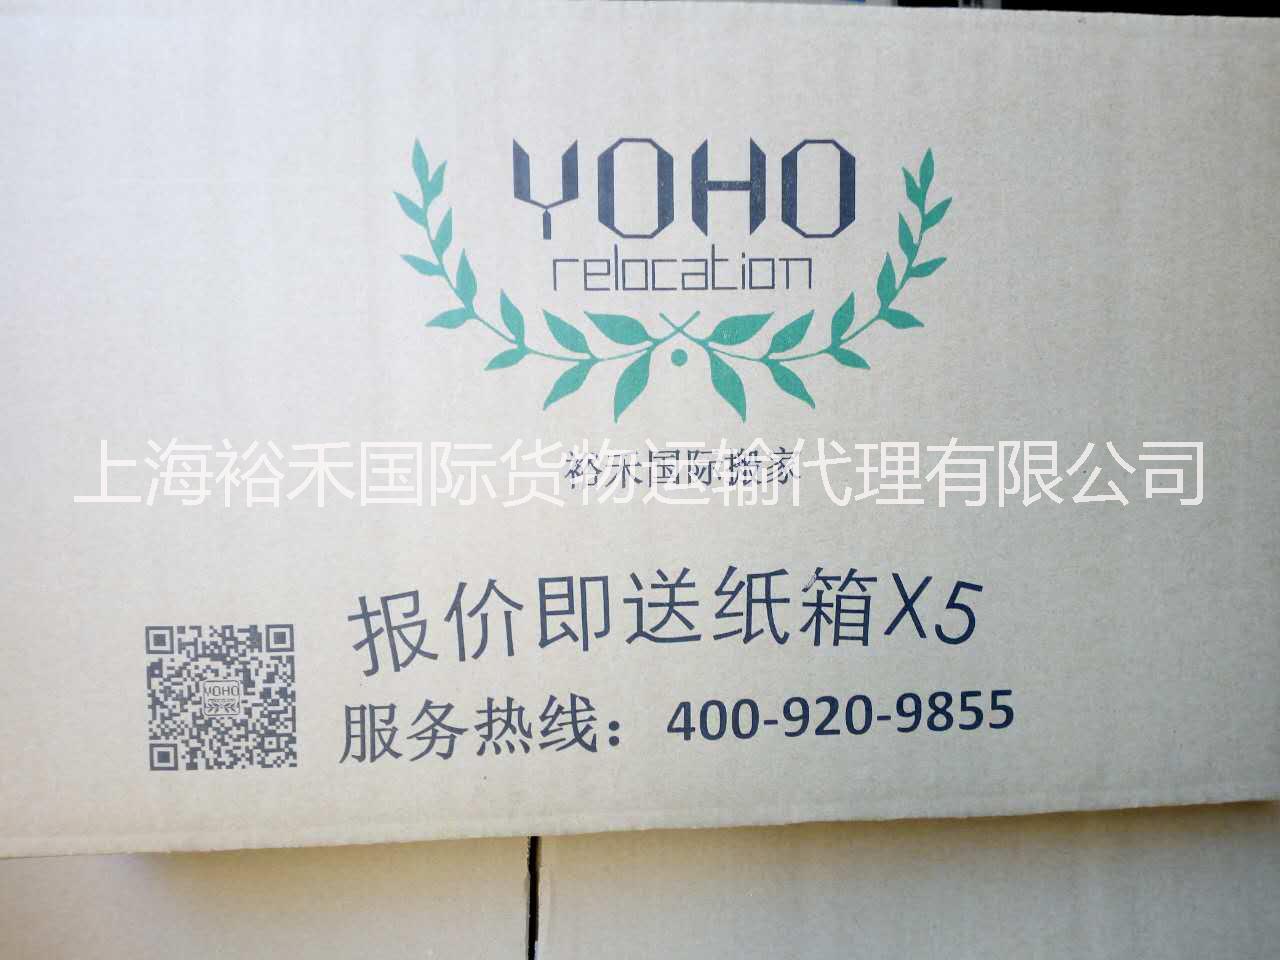 YOHO
relocation
裕禾国际搬家
上海裕禾国际货物运输代理有限公司
报价即送纸箱X5
YOHO
服务热线：400-920-9855